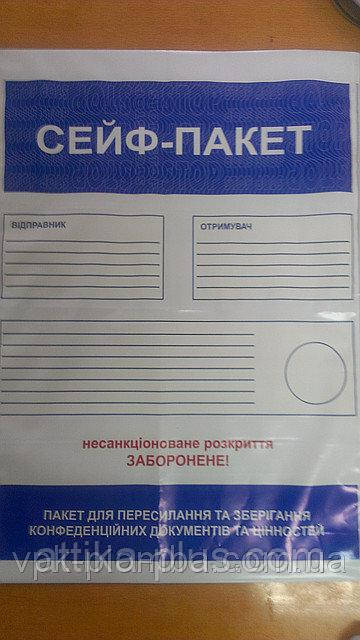 СЕЙФ-ПАКЕТ
ВІДПРАВНИК
ОТРИМУВАЧ
несанкціоноване розкриття
ЗАБОРОНЕНЕ!
ПАКЕТ ДЛЯ ПЕРЕСИЛАННЯ ТА ЗБЕРІГАННЯ
КОНФЕДЕНЦІЙНИХ ДОКУМЕНТІВ ТА ЦІННОСТЕЙ